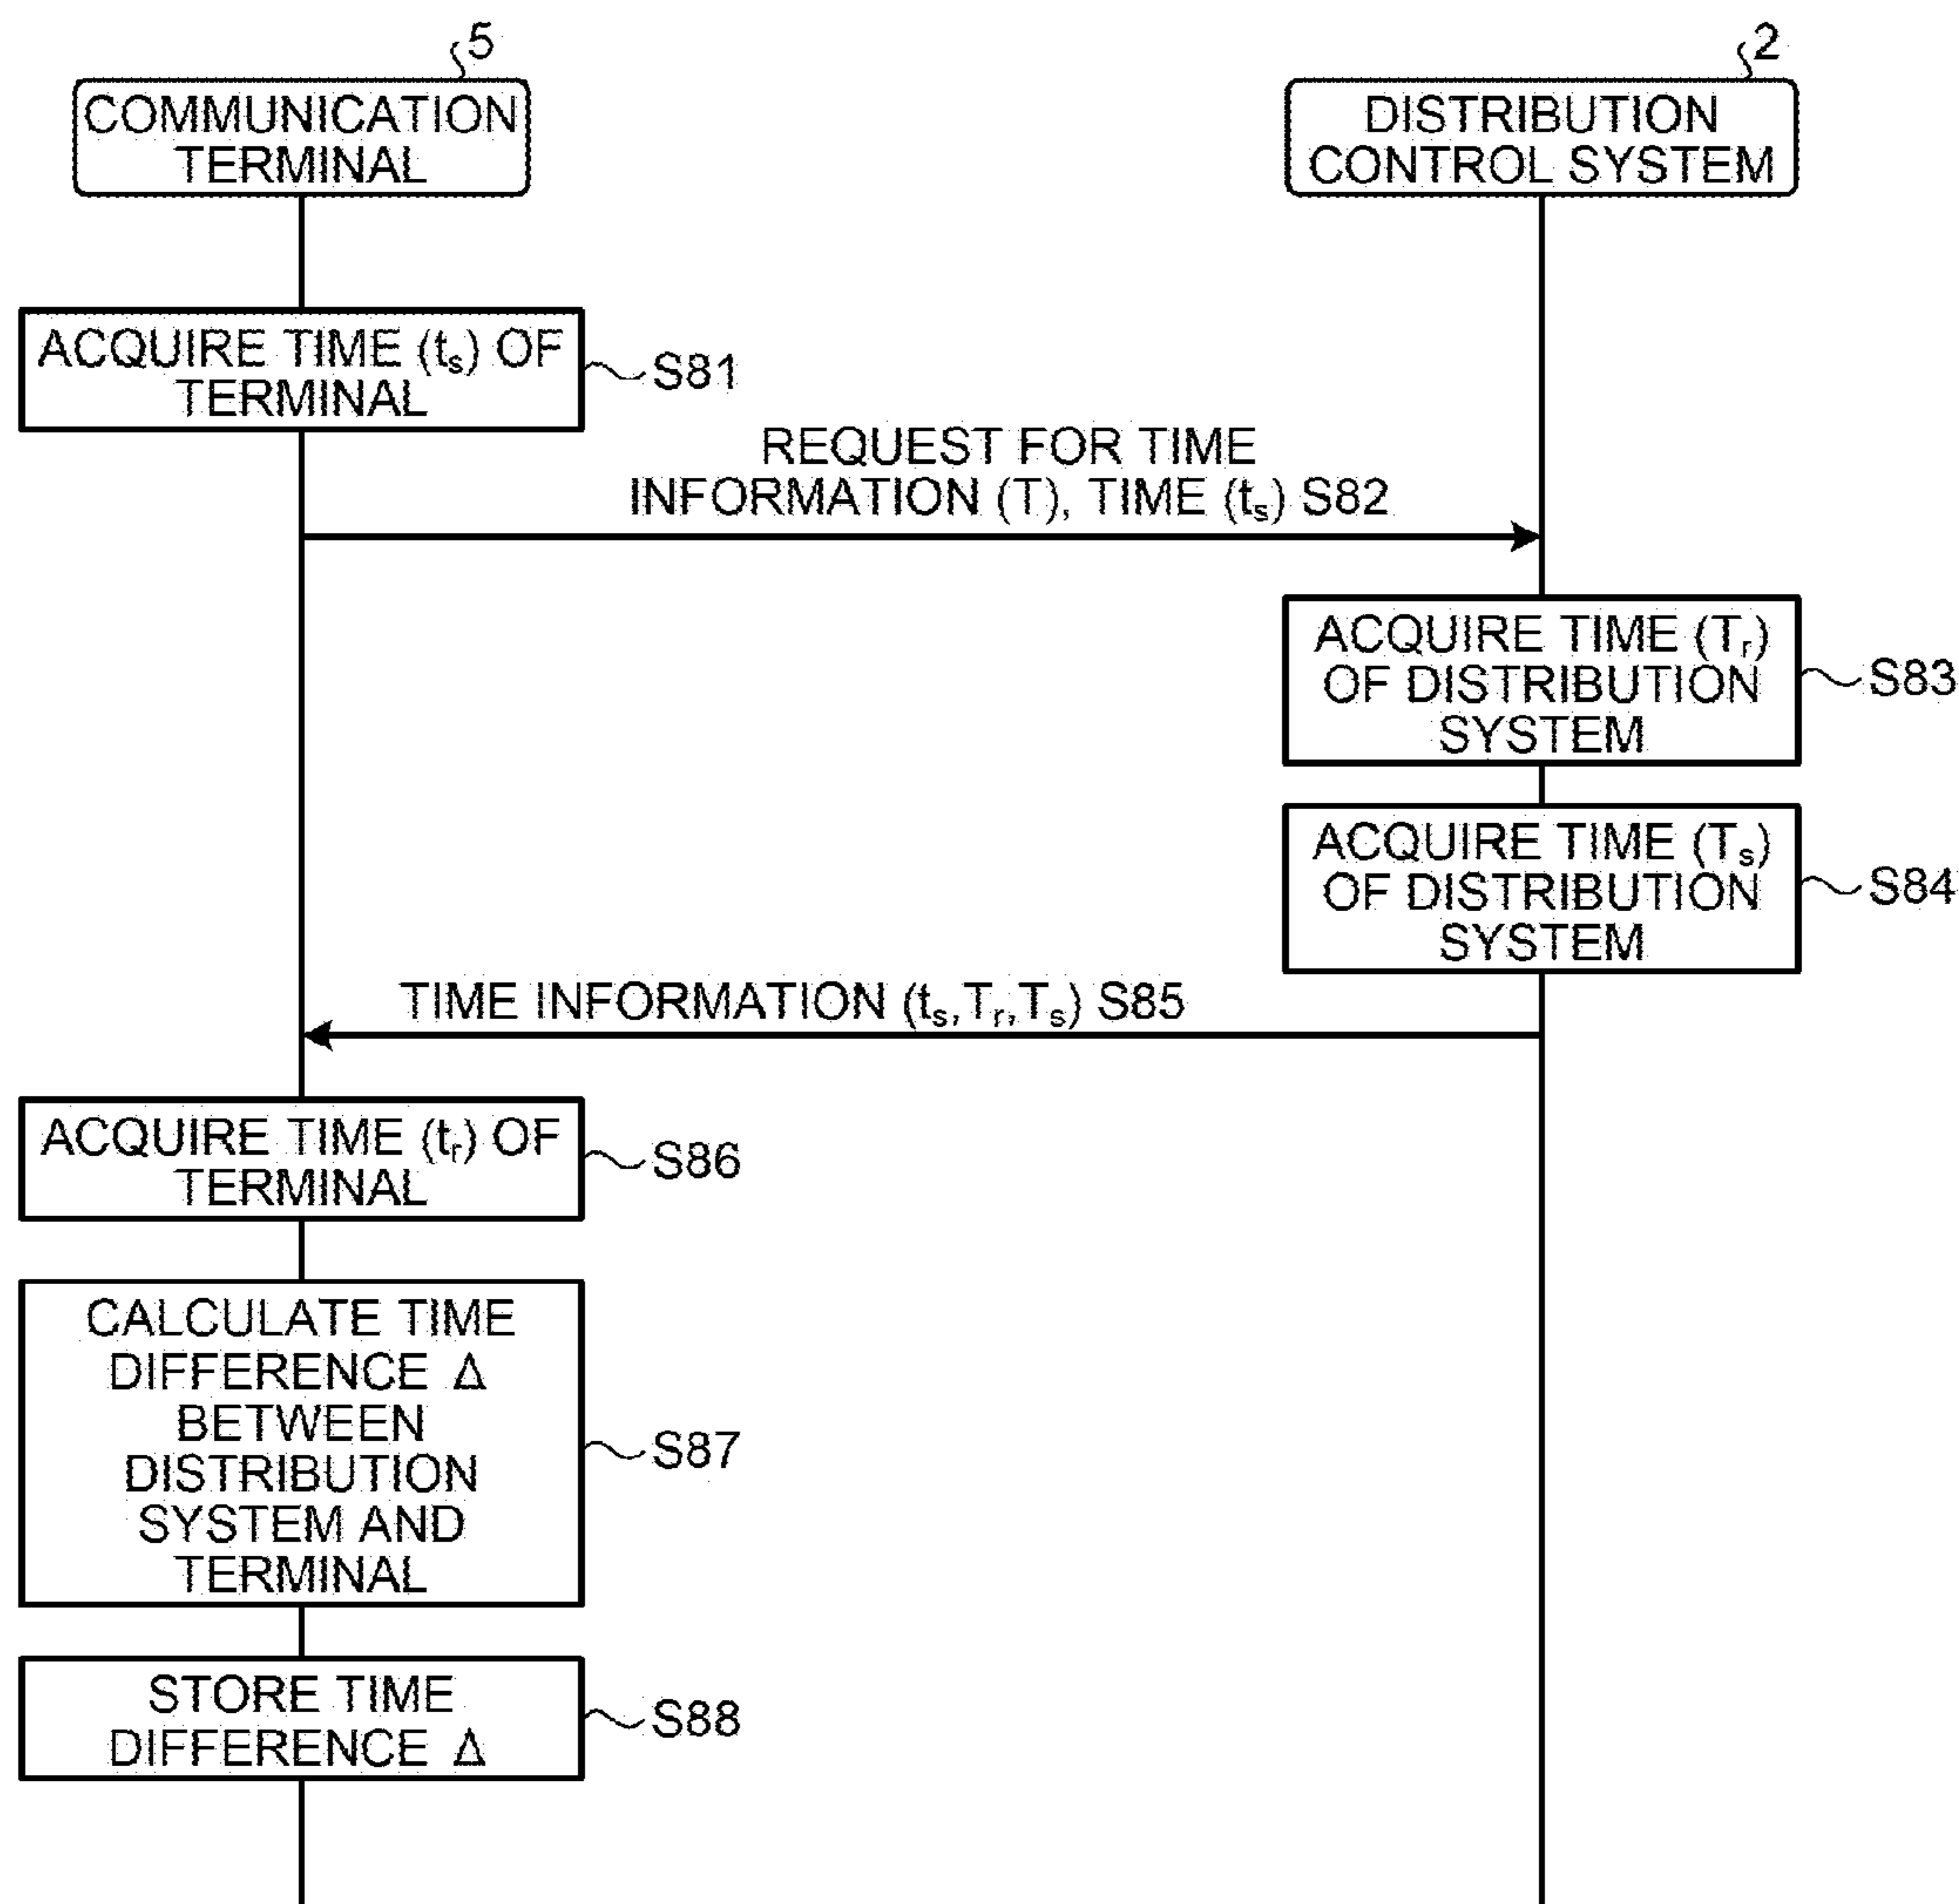 5
COMMUNICATION
TERMINAL
2
DISTRIBUTION
CONTROL SYSTEM
ACQUIRE TIME (ts) OF
TERMINAL
S81
REQUEST FOR TIME
INFORMATION (T), TIME (ts) S82
ACQUIRE TIME (Tr)
OF DISTRIBUTION
SYSTEM
S83
ACQUIRE TIME (Ts)
OF DISTRIBUTION
SYSTEM
S84
TIME INFORMATION (ts,Tr,Ts) S85
ACQUIRE TIME (tr) OF
TERMINAL
S86
CALCULATE TIME
DIFFERENCE Δ
BETWEEN
DISTRIBUTION
SYSTEM AND
TERMINAL
S87
STORE TIME
DIFFERENCE Δ
S88